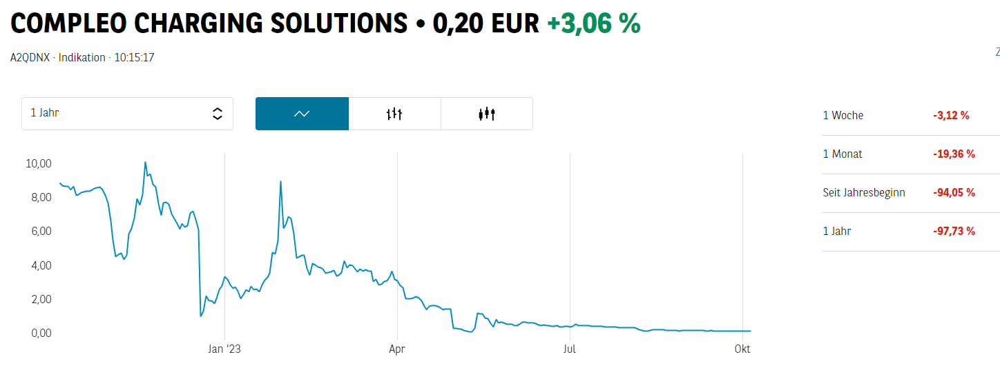 COMPLEO CHARGING SOLUTIONS • 0,20 EUR +3,06 %
A2QDNX · Indikation · 10:15:17
Z
1 Jahr
1 Woche -3,12 %
1 Monat -19,36 %
Seit Jahresbeginn -94,05 %
1 Jahr -97,73 %
10,00
8,00
6,00
4,00
2,00
0,00
Jan '23 Apr Jul Okt